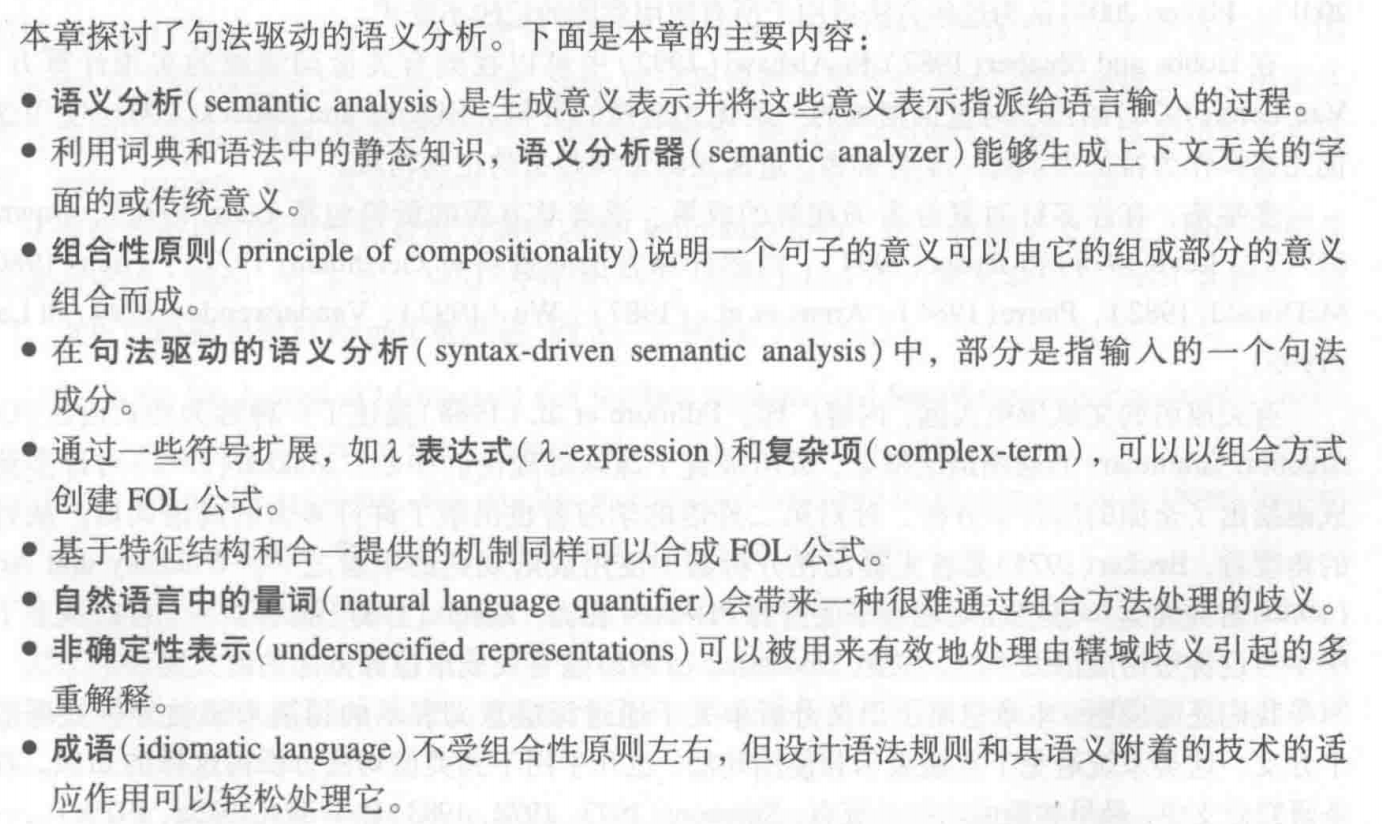 本章探讨了句法驱动的语义分析。下面是本章的主要内容：
● 语义分析(semantic analysis)是生成意义表示并将这些意义表示指派给语言输入的过程。
● 利用词典和语法中的静态知识，语义分析器(semantic analyzer)能够生成上下文无关的字
面的或传统意义。
● 组合性原则(principle of compositionality)说明一个句子的意义可以由它的组成部分的意义
组合而成。
● 在句法驱动的语义分析(syntax-driven semantic analysis)中，部分是指输入的一个句法
成分。
● 通过一些符号扩展，如λ表达式(λ-expression)和复杂项(complex-term)，可以以组合方式
创建 FOL 公式。
● 基于特征结构和合一提供的机制同样可以合成 FOL 公式。
● 自然语言中的量词(natural language quantifier)会带来一种很难通过组合方法处理的歧义。
● 非确定性表示(underspecified representations)可以被用来有效地处理由辖域歧义引起的多
重解释。
● 成语(idiomatic language)不受组合性原则左右，但设计语法规则和其语义附着的技术的适
应作用可以轻松处理它。